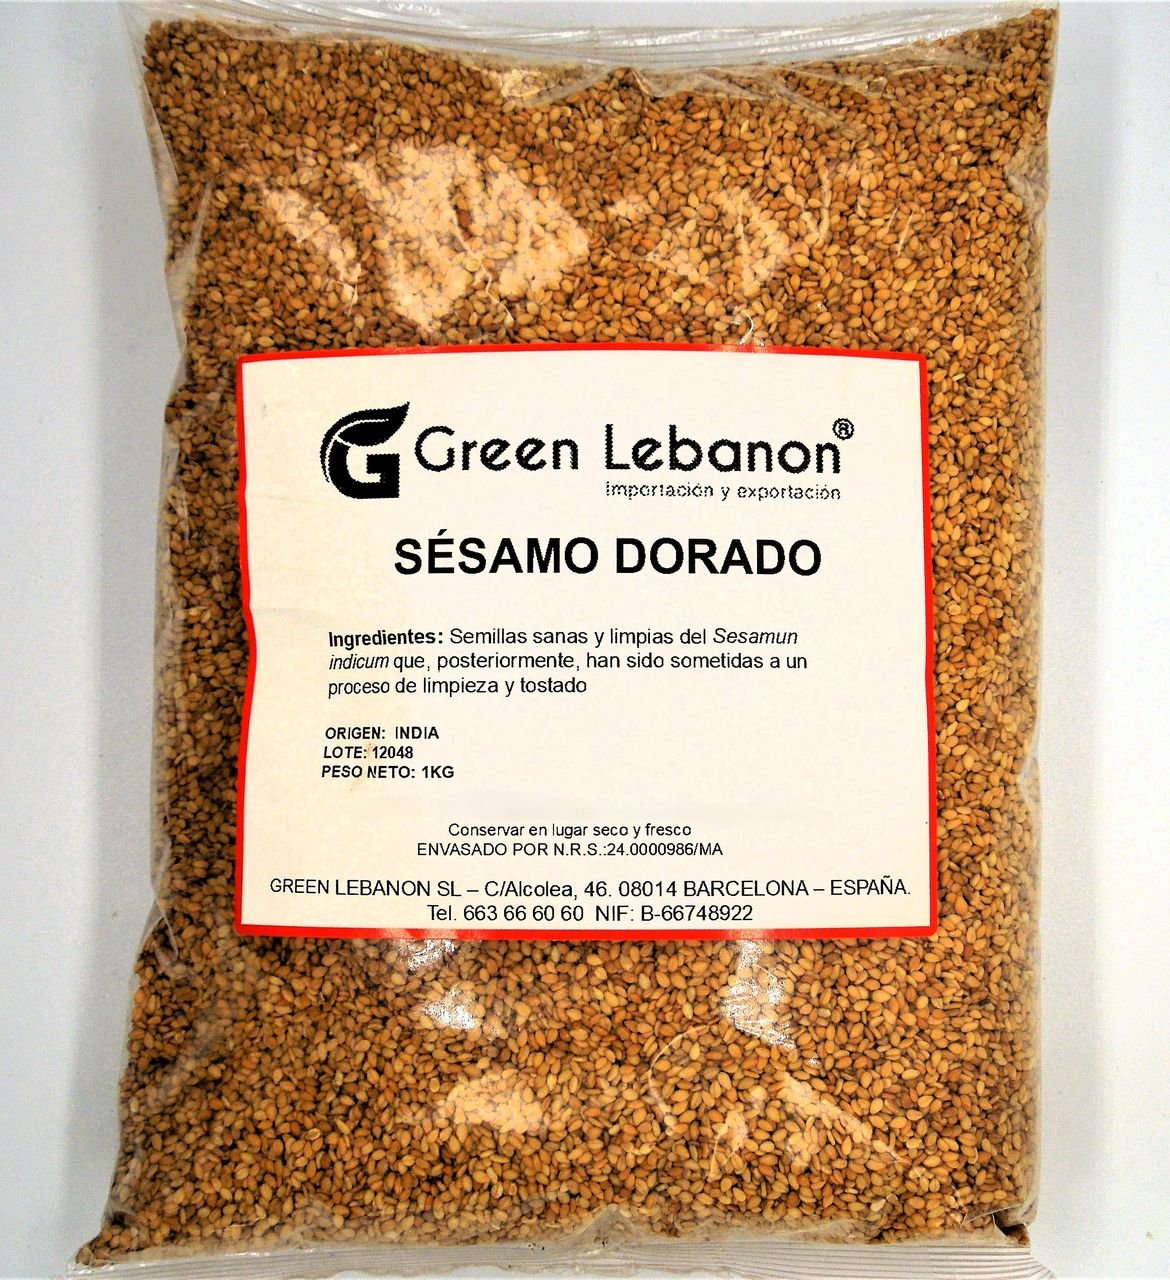 Green Lebanon®
Importación y exportación
SÉSAMO DORADO
Ingredientes: Semillas sanas y limpias del Sesamun
indicum que, posteriormente, han sido sometidas a un
proceso de limpieza y tostado
ORIGEN: INDIA
LOTE: 12048
PESO NETO: 1KG
Conservar en lugar seco y fresco
ENVASADO POR N.R.S.:24.0000986/MA
GREEN LEBANON SL – C/Alcolea, 46. 08014 BARCELONA – ESPAÑA.
Tel. 663 66 60 60 NIF: B-66748922